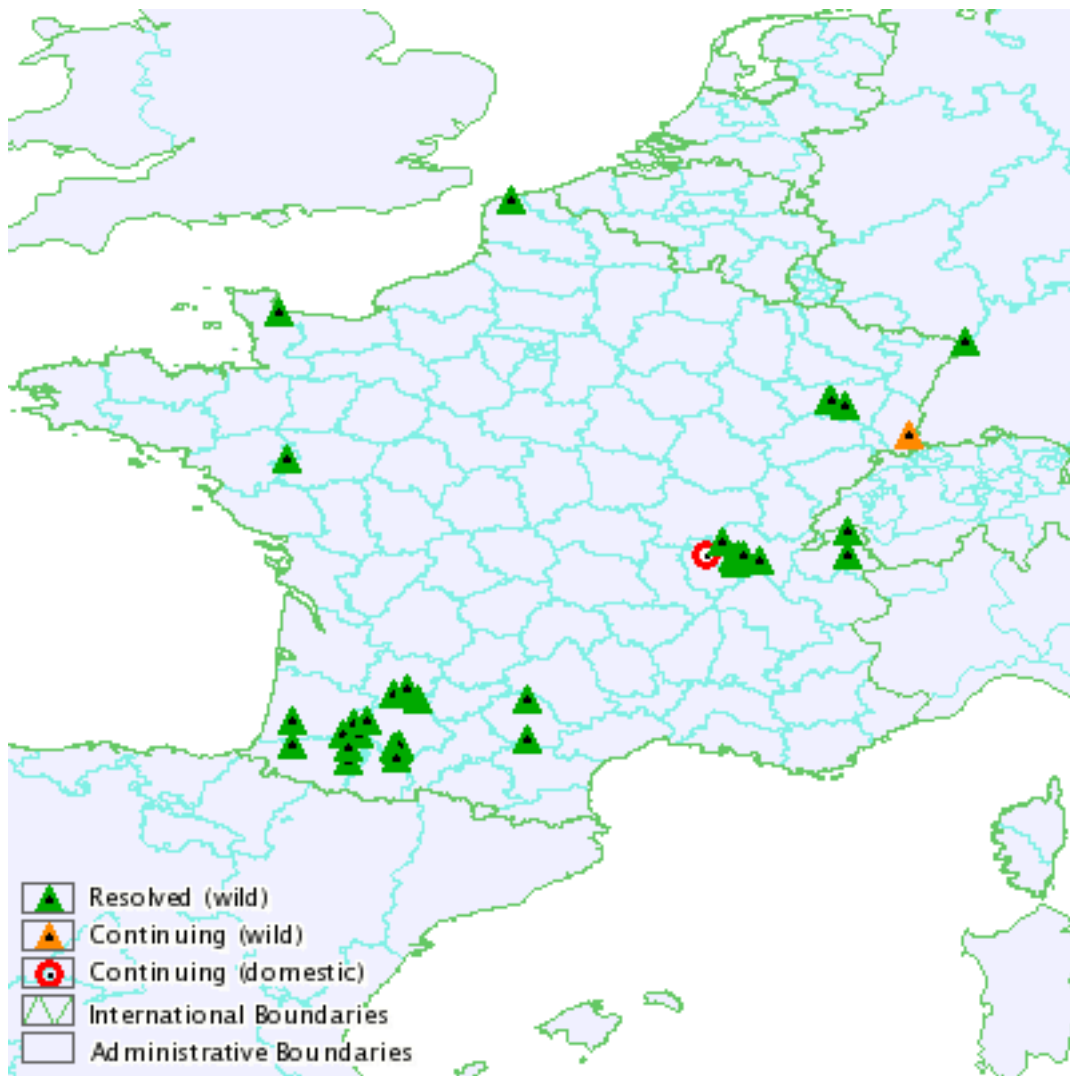 Resolved (wild)
Continuing (wild)
Continuing (domestic)
International Boundaries
Administrative Boundaries